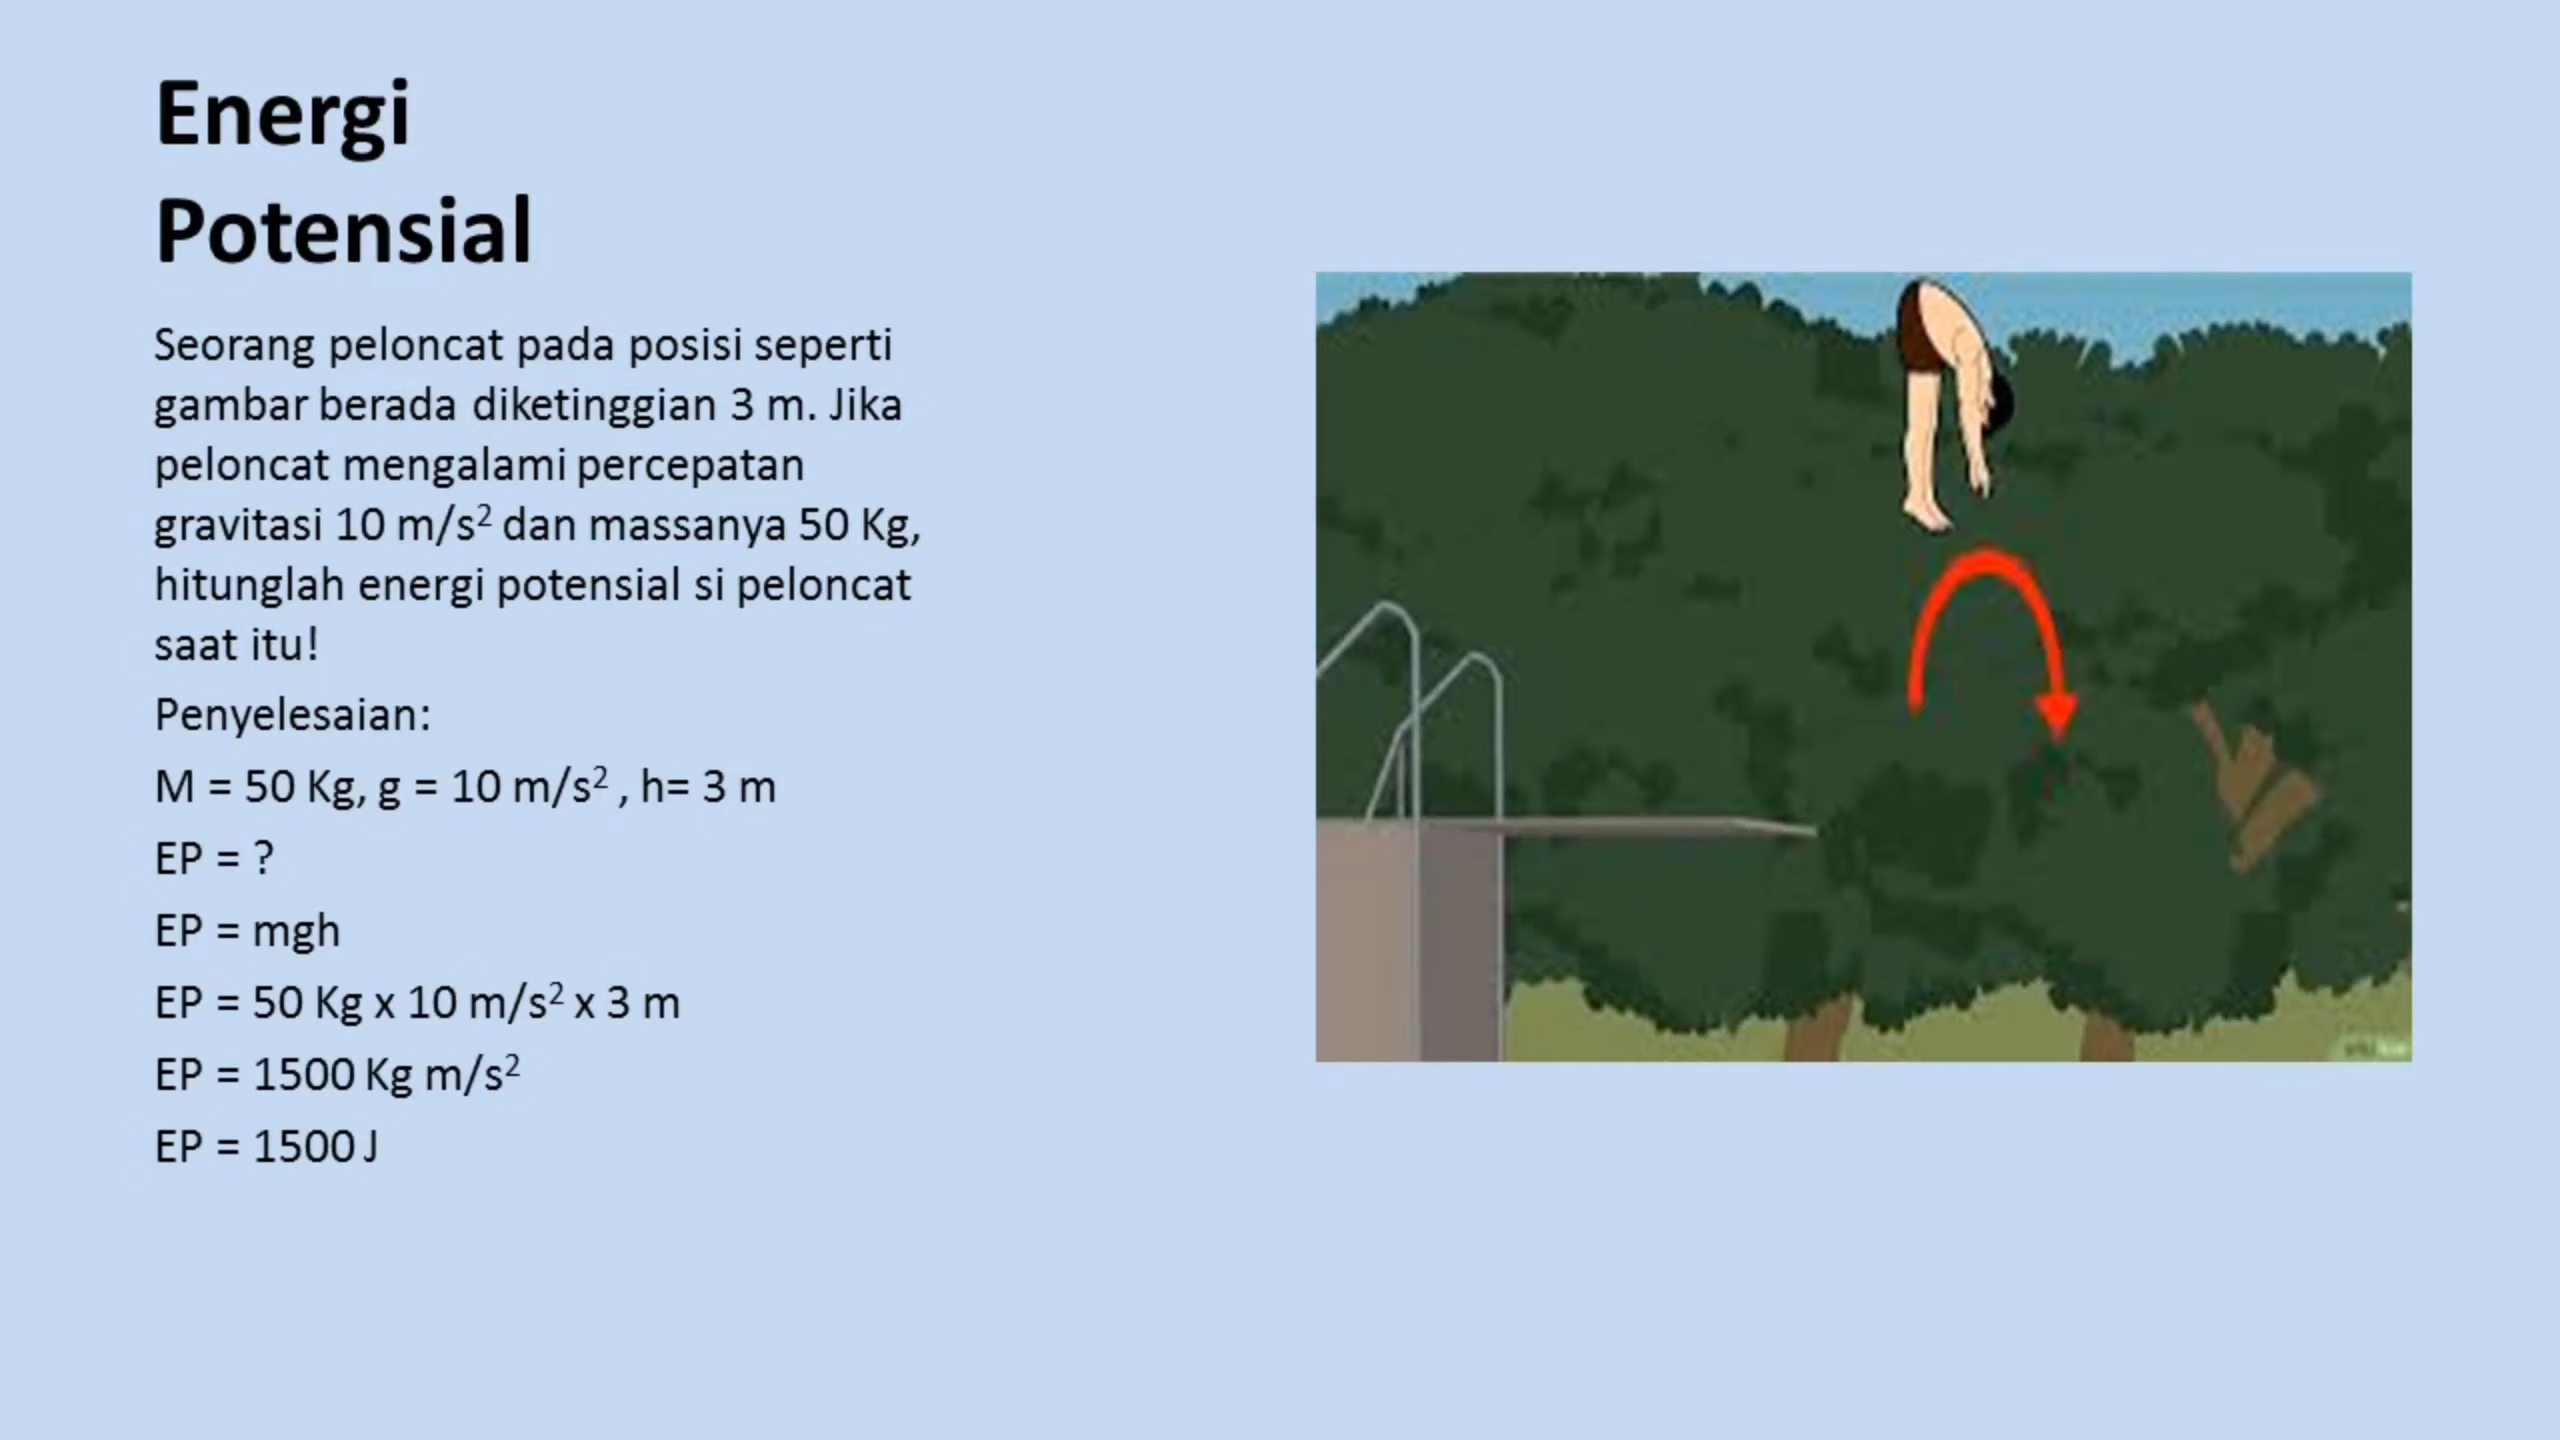 Energi
Potensial
Seorang peloncat pada posisi seperti
gambar berada diketinggian 3 m. Jika
peloncat mengalami percepatan
gravitasi 10 m/s² dan massanya 50 Kg,
hitunglah energi potensial si peloncat
saat itu!
Penyelesaian:
M = 50 Kg, g = 10 m/s² , h= 3 m
EP = ?
EP = mgh
EP = 50 Kg x 10 m/s² x 3 m
EP = 1500 Kg m/s²
EP = 1500 J